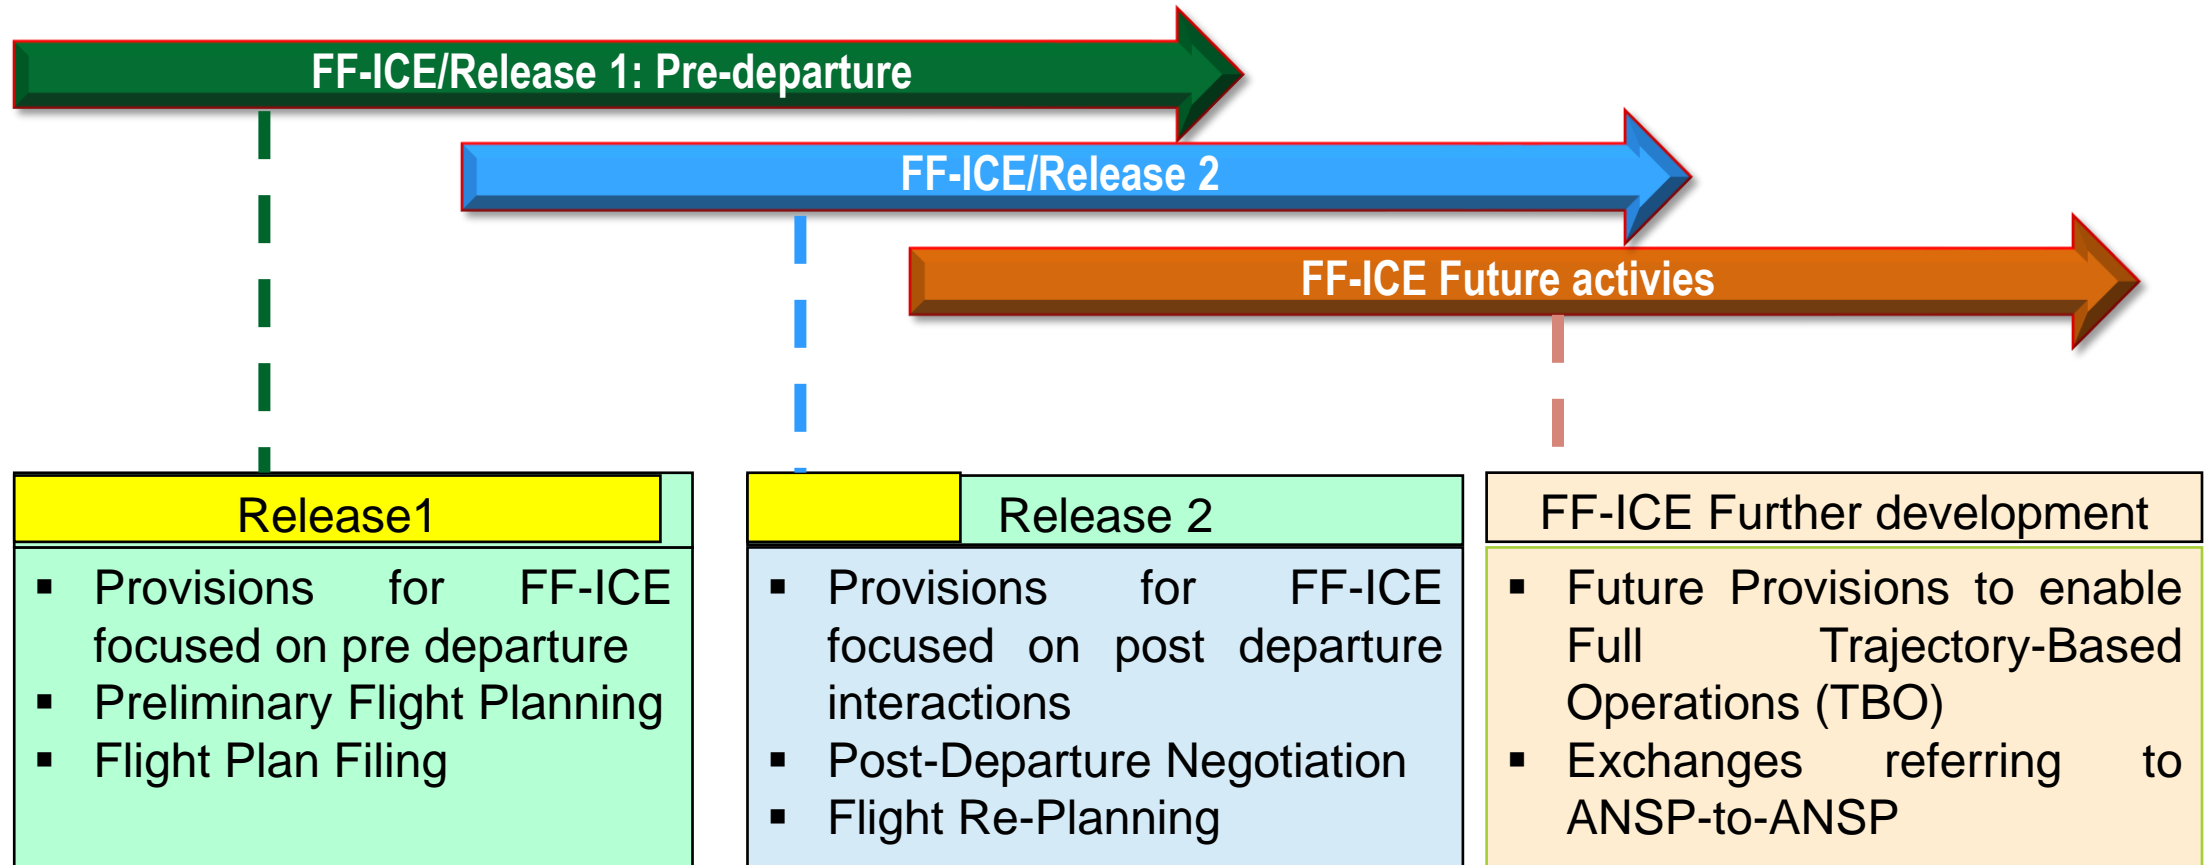 FF-ICE/Release 1: Pre-departure
FF-ICE/Release 2
FF-ICE Future activies
Release1
▪ Provisions for FF-ICE
focused on pre departure
▪ Preliminary Flight Planning
▪ Flight Plan Filing
Release 2
▪ Provisions for FF-ICE
focused on post departure
interactions
▪ Post-Departure Negotiation
▪ Flight Re-Planning
FF-ICE Further development
▪ Future Provisions to enable
Full Trajectory-Based
Operations (TBO)
▪ Exchanges referring to
ANSP-to-ANSP